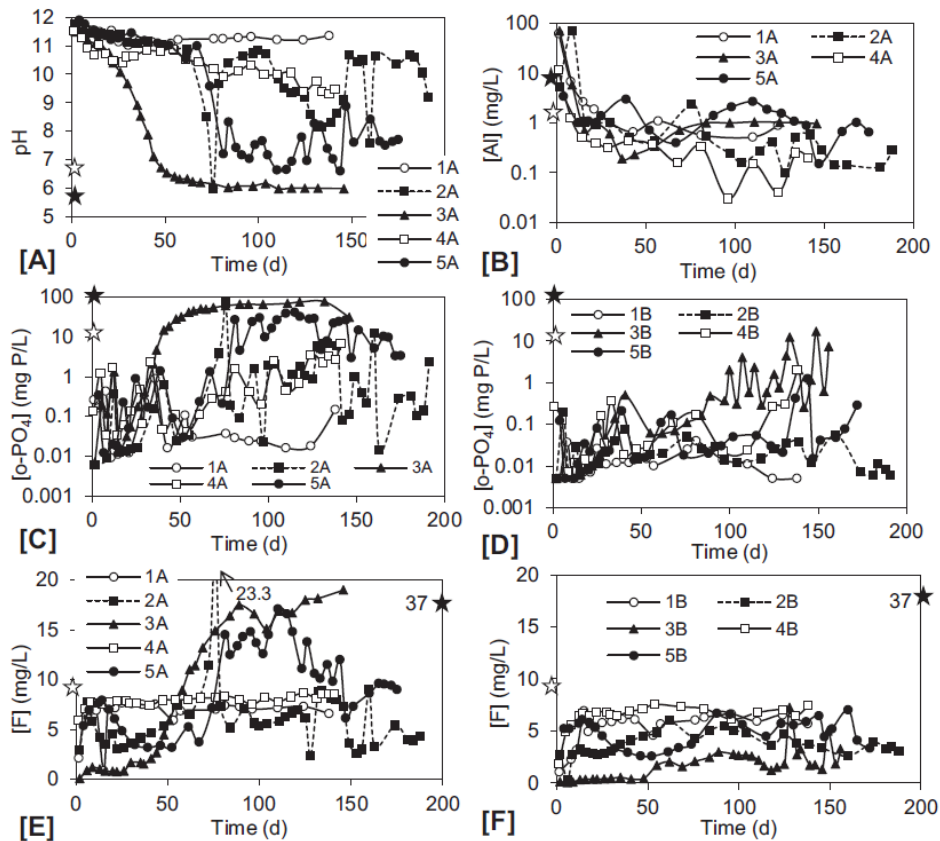 12
11
10
9
8
7
6
5
pH
0 50 100 150
Time (d)
1A
2A
3A
4A
5A
[A]
100
10
1
0.1
0.01
[Al] (mg/L)
1A 2A
3A 4A
5A
0 50 100 150 200
Time (d)
[B]
100
10
1
0.1
0.01
0.001
[o-PO4] (mg P/L)
1A 2A 3A
4A 5A
0 50 100 150 200
Time (d)
[C]
100
10
1
0.1
0.01
0.001
[o-PO4] (mg P/L)
1B 2B
3B 4B
5B
0 50 100 150 200
Time (d)
[D]
20
15
10
5
0
[F] (mg/L)
1A
2A
3A
4A
5A
23.3
37
0 50 100 150 200
Time (d)
[E]
20
15
10
5
0
[F] (mg/L)
1B 2B
3B 4B
5B
37
0 50 100 150 200
Time (d)
[F]